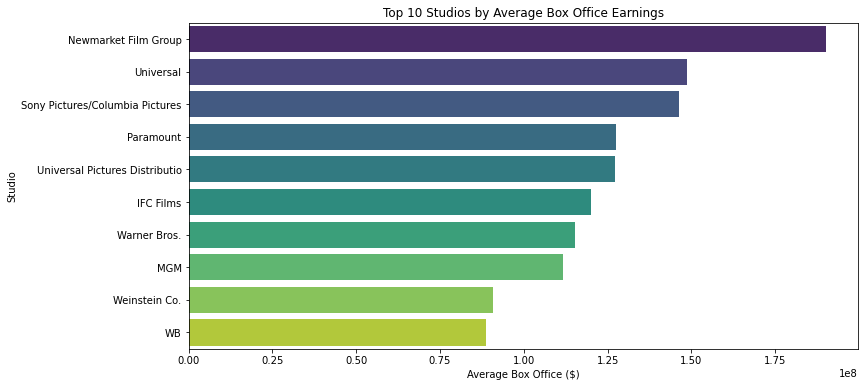 Top 10 Studios by Average Box Office Earnings
Studio
Newmarket Film Group
Universal
Sony Pictures/Columbia Pictures
Paramount
Universal Pictures Distributio
IFC Films
Warner Bros.
MGM
Weinstein Co.
WB
0.00 0.25 0.50 0.75 1.00 1.25 1.50 1.75
1e8
Average Box Office ($)